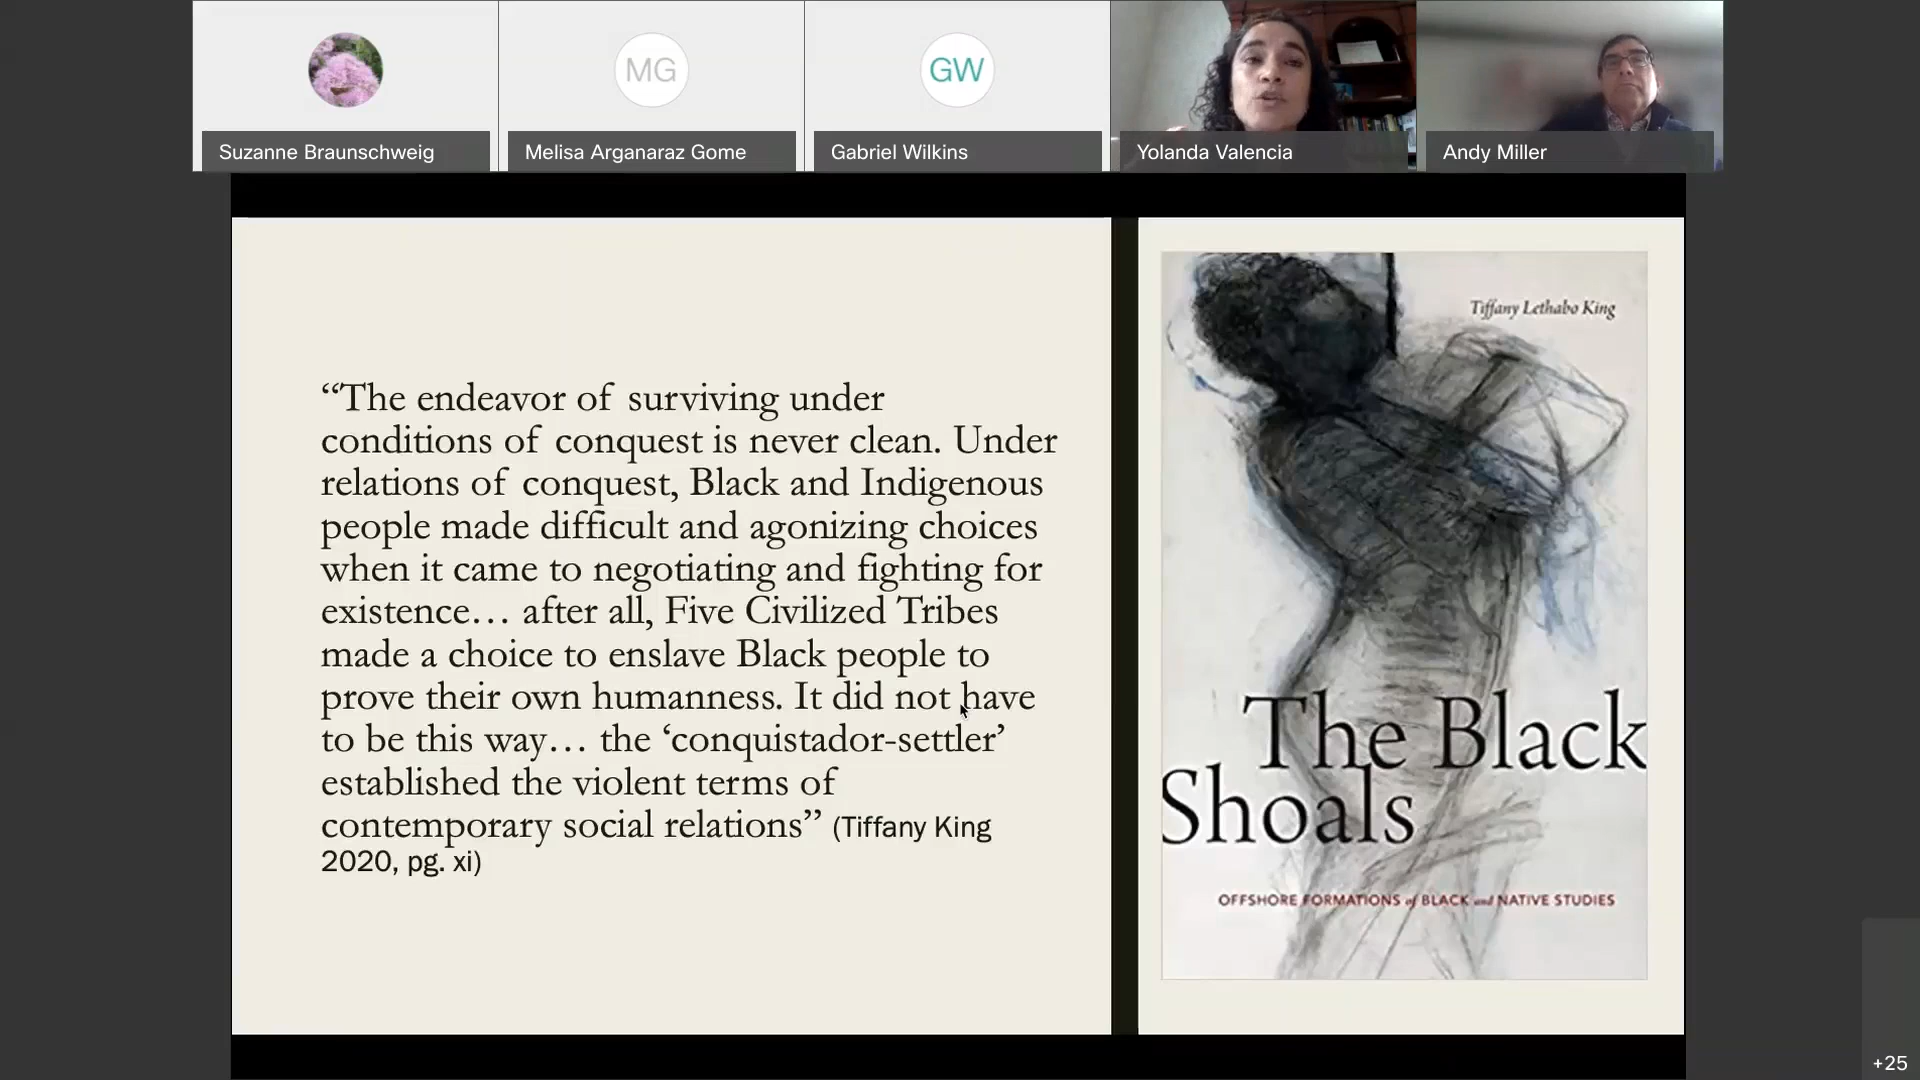 MG
GW
Suzanne Braunschweig
Melisa Arganaraz Gome
Gabriel Wilkins
Yolanda Valencia
Andy Miller
“The endeavor of surviving under
conditions of conquest is never clean. Under
relations of conquest, Black and Indigenous
people made difficult and agonizing choices
when it came to negotiating and fighting for
existence… after all, Five Civilized Tribes
made a choice to enslave Black people to
prove their own humanness. It did not have
to be this way… the ‘conquistador-settler’
established the violent terms of
contemporary social relations” (Tiffany King
2020, pg. xi)
Tiffany Lethabo King
The Black
Shoals
OFFSHORE FORMATIONS of BLACK and NATIVE STUDIES
+25